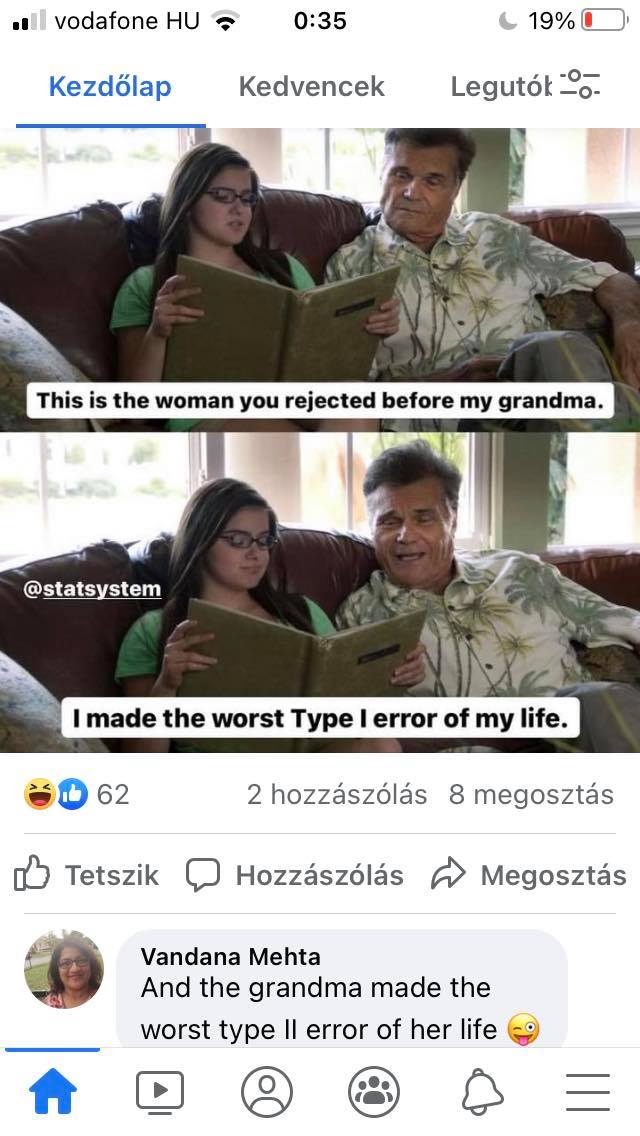 vodafone HU 0:35 19%
Kezdőlap Kedvencek
This is the woman you rejected before my grandma.
@statsystem
I made the worst Type I error of my life.
62 2 hozzászólás 8 megosztás
Tetszik Hozzászólás Megosztás
Vandana Mehta
And the grandma made the
worst type II error of her life 😜